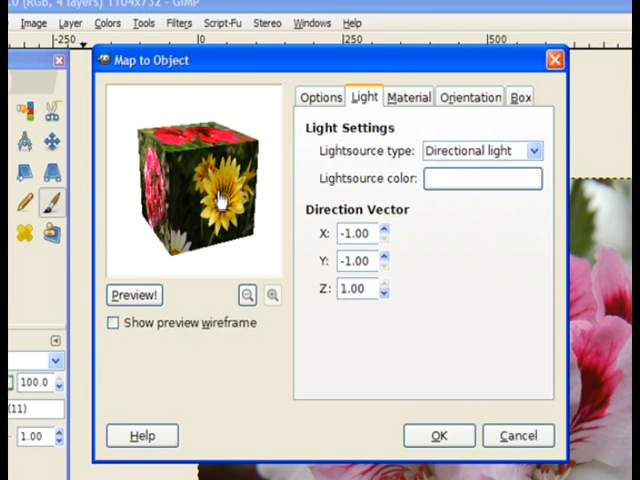 .0 (RGB, 4 layers) 1104x732 – GIMP
Image Layer Colors Tools Filters Script-Fu Stereo Windows Help
-250 0 250 500
Map to Object
Options Light Material Orientation Box
Light Settings
Lightsource type: Directional light
Lightsource color:
Direction Vector
X: -1.00
Y: -1.00
Z: 1.00
Preview!
Show preview wireframe
100.0
(11)
1.00
Help OK Cancel